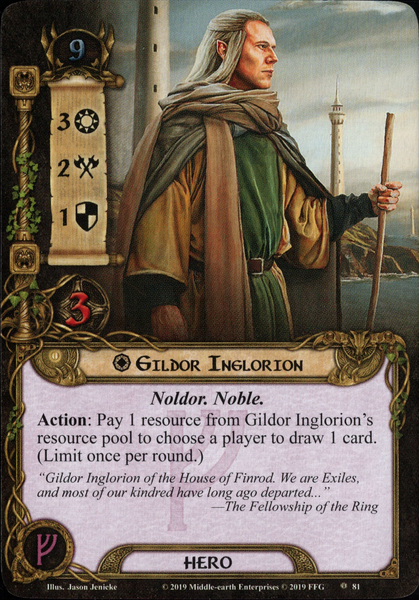 9
3
2
1
3
Gildor Inglorion
Noldor. Noble.
Action: Pay 1 resource from Gildor Inglorion's
resource pool to choose a player to draw 1 card.
(Limit once per round.)
"Gildor Inglorion of the House of Finrod. We are Exiles,
and most of our kindred have long ago departed..."
—The Fellowship of the Ring
HERO
Illus. Jason Jenicke © 2019 Middle-earth Enterprises © 2019 FFG 81